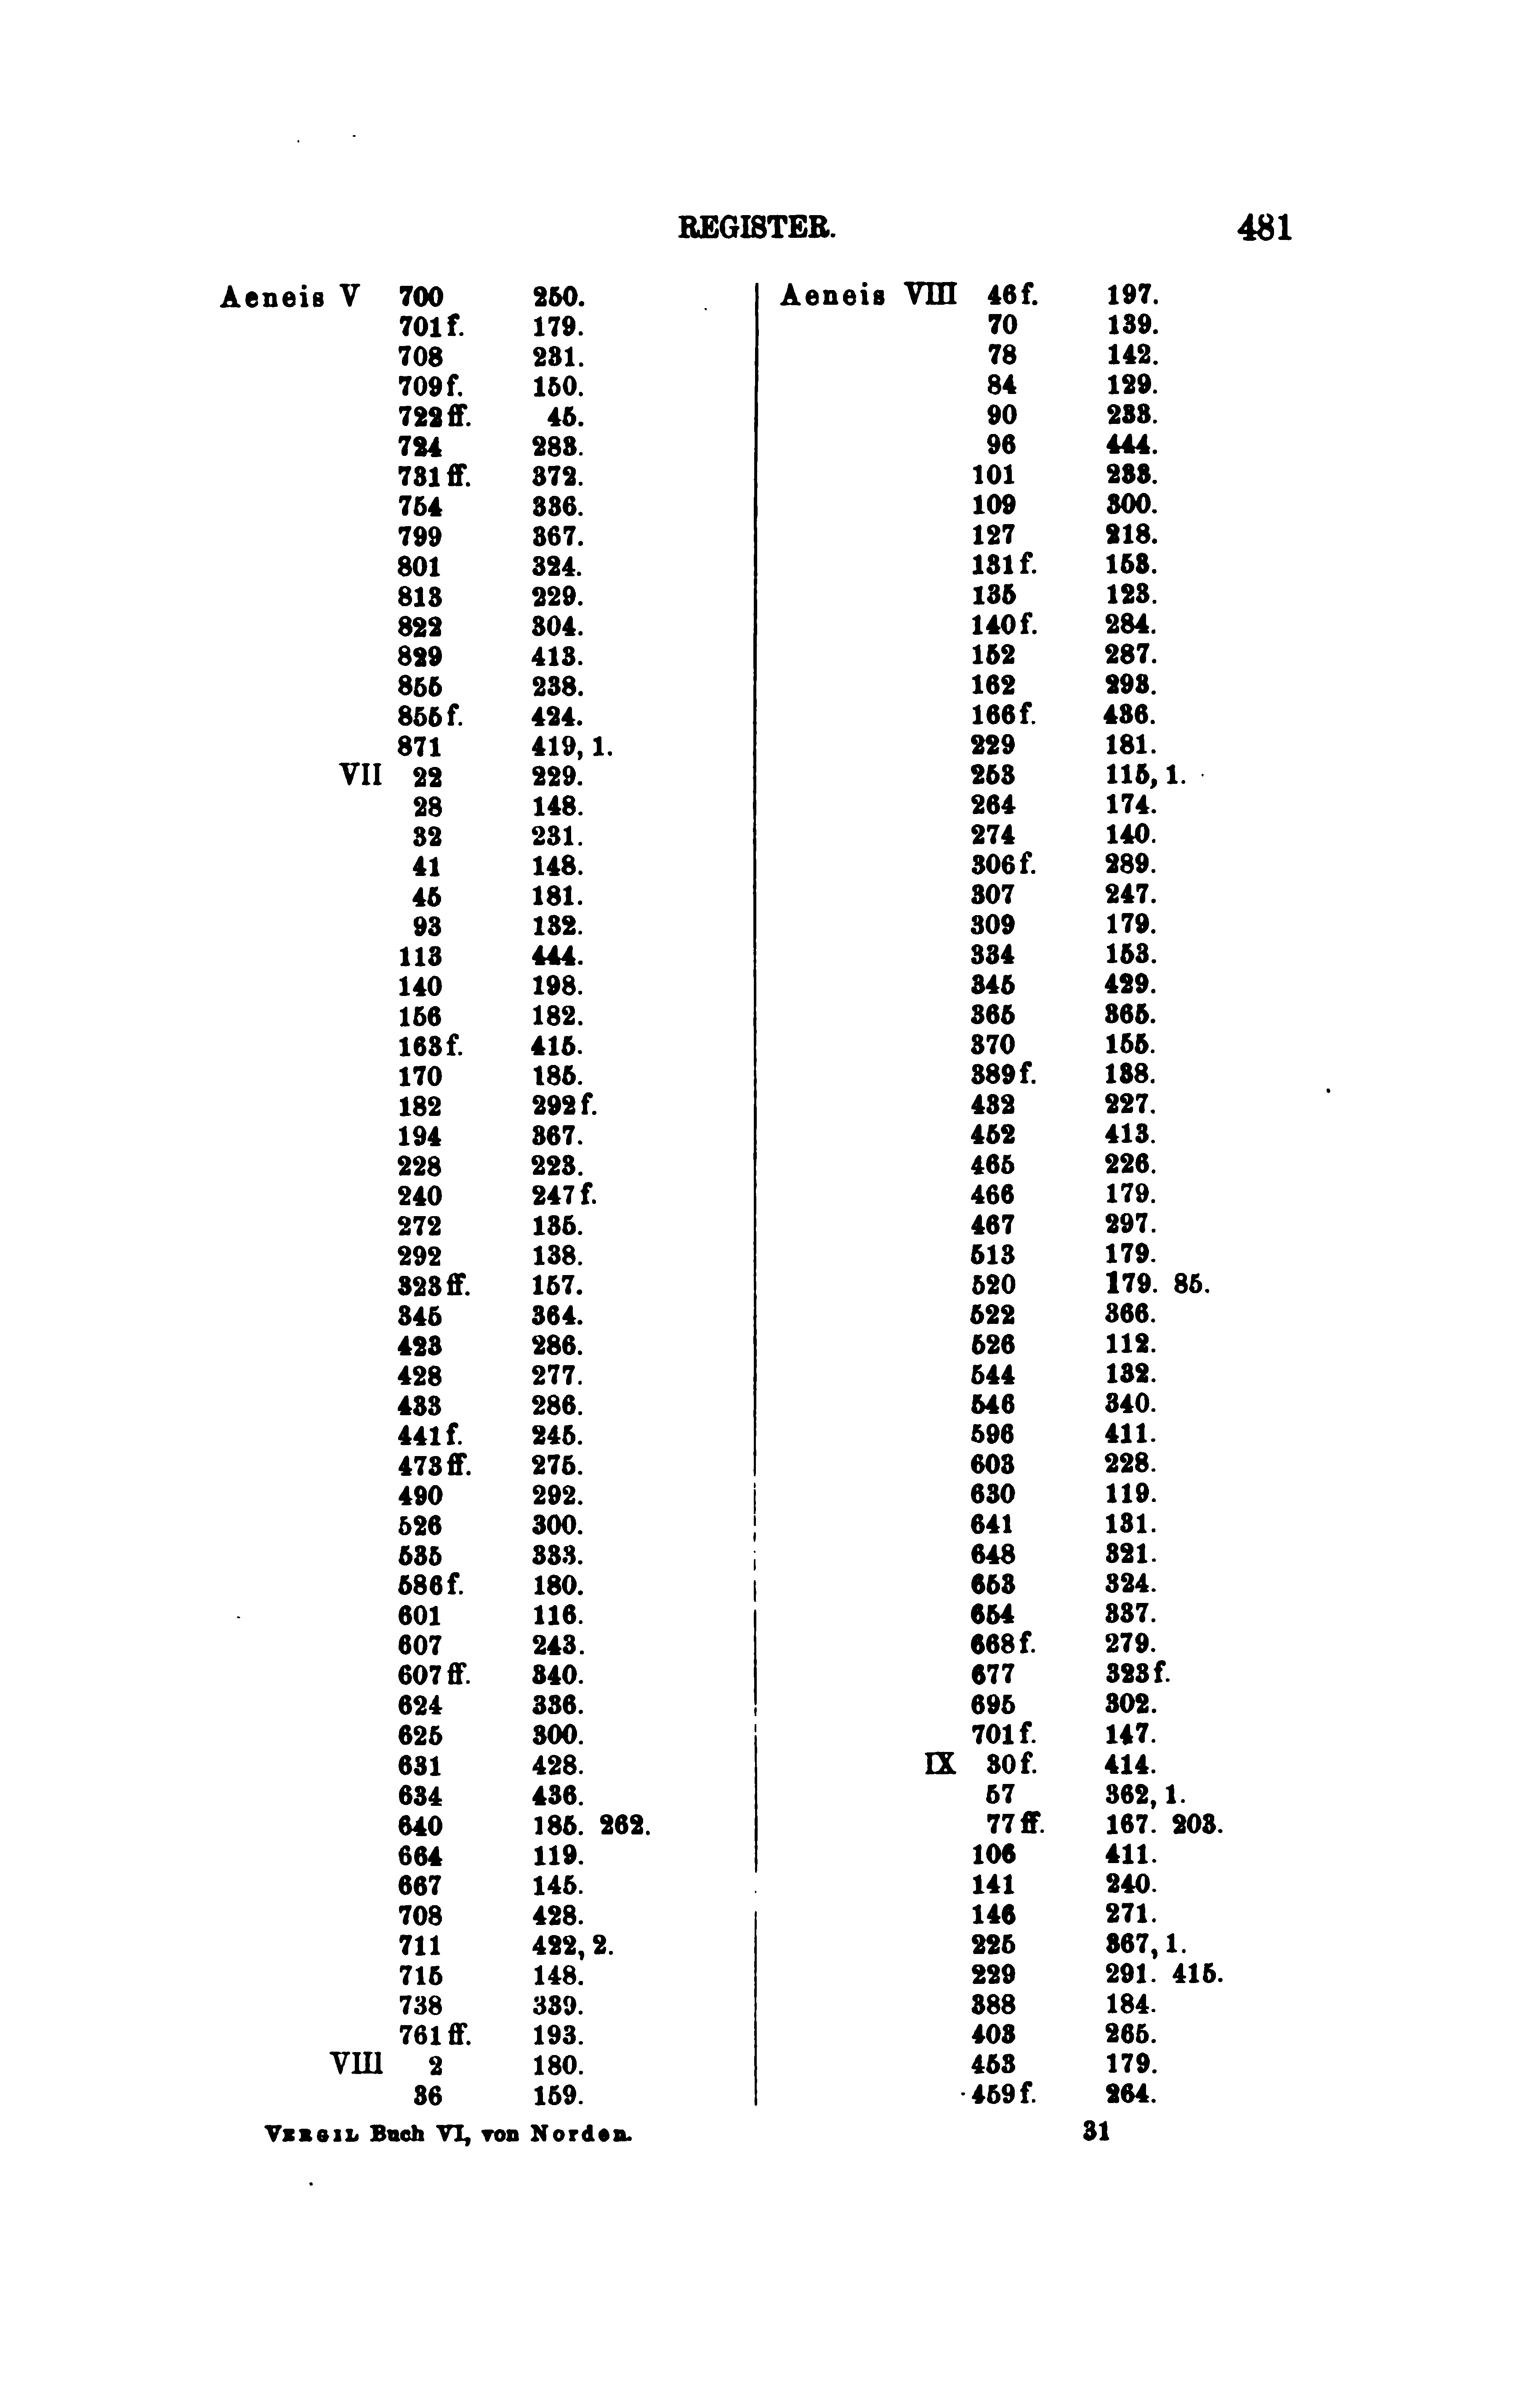 REGISTER. 481
Aeneis V 700 250.
701 f. 179.
708 231.
709 f. 150.
722 ff. 45.
724 283.
731 ff. 372.
754 336.
799 367.
801 324.
813 229.
822 304.
829 413.
855 238.
855 f. 424.
871 419, 1.
VII 22 229.
28 148.
32 231.
41 148.
45 181.
93 132.
113 444.
140 198.
156 182.
163 f. 415.
170 185.
182 292 f.
194 367.
228 223.
240 247 f.
272 135.
292 138.
323 ff. 157.
345 364.
423 286.
428 277.
433 286.
441 f. 245.
473 ff. 275.
490 292.
526 300.
535 333.
586 f. 180.
601 116.
607 243.
607 ff. 340.
624 336.
625 300.
631 428.
634 436.
640 185. 262.
664 119.
667 145.
708 428.
711 422, 2.
715 148.
738 339.
761 ff. 193.
VIII 2 180.
36 159.
Aeneis VIII 46 f. 197.
70 139.
78 142.
84 129.
90 233.
96 444.
101 233.
109 300.
127 218.
131 f. 153.
135 123.
140 f. 284.
152 287.
162 293.
166 f. 436.
229 181.
253 115, 1.
264 174.
274 140.
306 f. 289.
307 247.
309 179.
334 153.
345 429.
365 365.
370 155.
389 f. 138.
432 227.
452 413.
465 226.
466 179.
467 297.
513 179.
520 179. 85.
522 366.
526 112.
544 132.
546 340.
596 411.
603 228.
630 119.
641 131.
648 321.
653 324.
654 337.
668 f. 279.
677 323 f.
695 302.
701 f. 147.
IX 30 f. 414.
57 362, 1.
77 ff. 167. 203.
106 411.
141 240.
146 271.
225 367, 1.
229 291. 415.
388 184.
403 265.
453 179.
459 f. 264.
VERGIL Buch VI, von Norden. 31